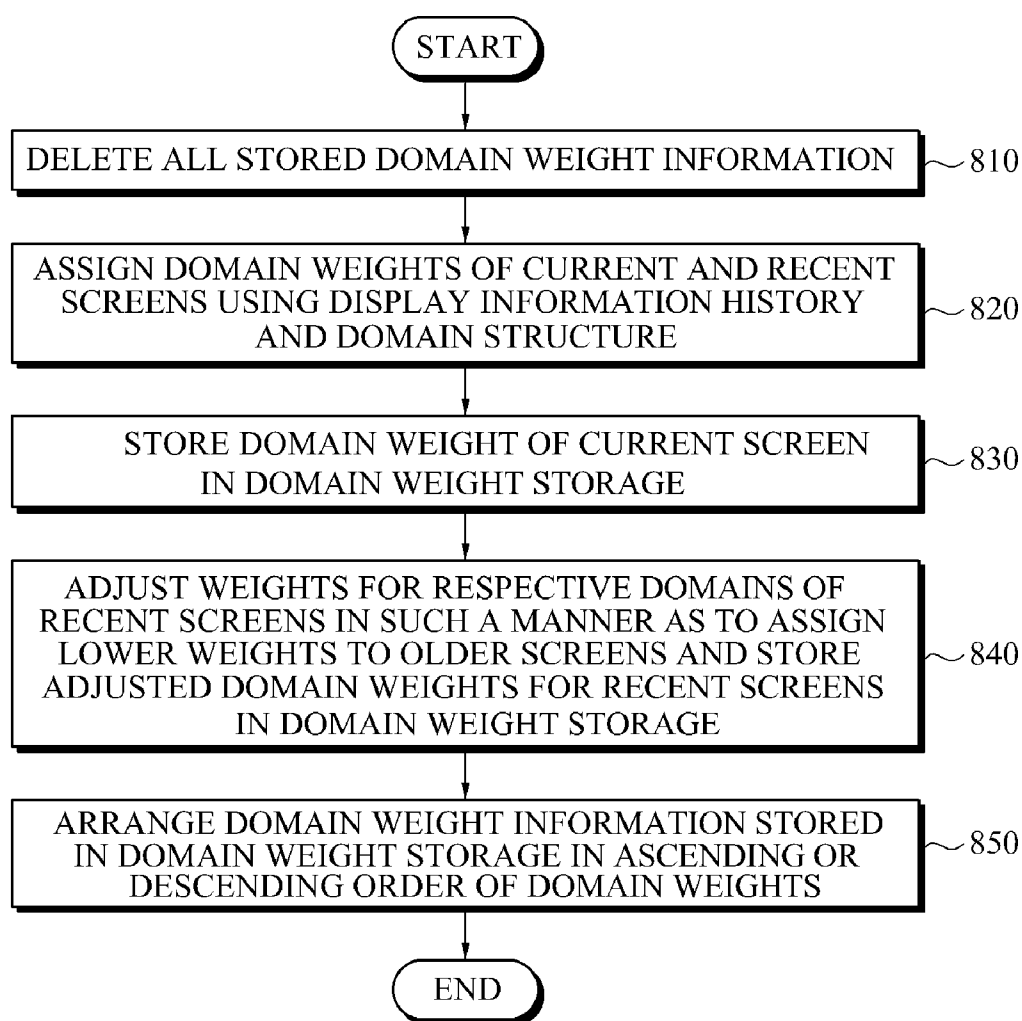 START
DELETE ALL STORED DOMAIN WEIGHT INFORMATION
810
ASSIGN DOMAIN WEIGHTS OF CURRENT AND RECENT
SCREENS USING DISPLAY INFORMATION HISTORY
AND DOMAIN STRUCTURE
820
STORE DOMAIN WEIGHT OF CURRENT SCREEN
IN DOMAIN WEIGHT STORAGE
830
ADJUST WEIGHTS FOR RESPECTIVE DOMAINS OF
RECENT SCREENS IN SUCH A MANNER AS TO ASSIGN
LOWER WEIGHTS TO OLDER SCREENS AND STORE
ADJUSTED DOMAIN WEIGHTS FOR RECENT SCREENS
IN DOMAIN WEIGHT STORAGE
840
ARRANGE DOMAIN WEIGHT INFORMATION STORED
IN DOMAIN WEIGHT STORAGE IN ASCENDING OR
DESCENDING ORDER OF DOMAIN WEIGHTS
850
END